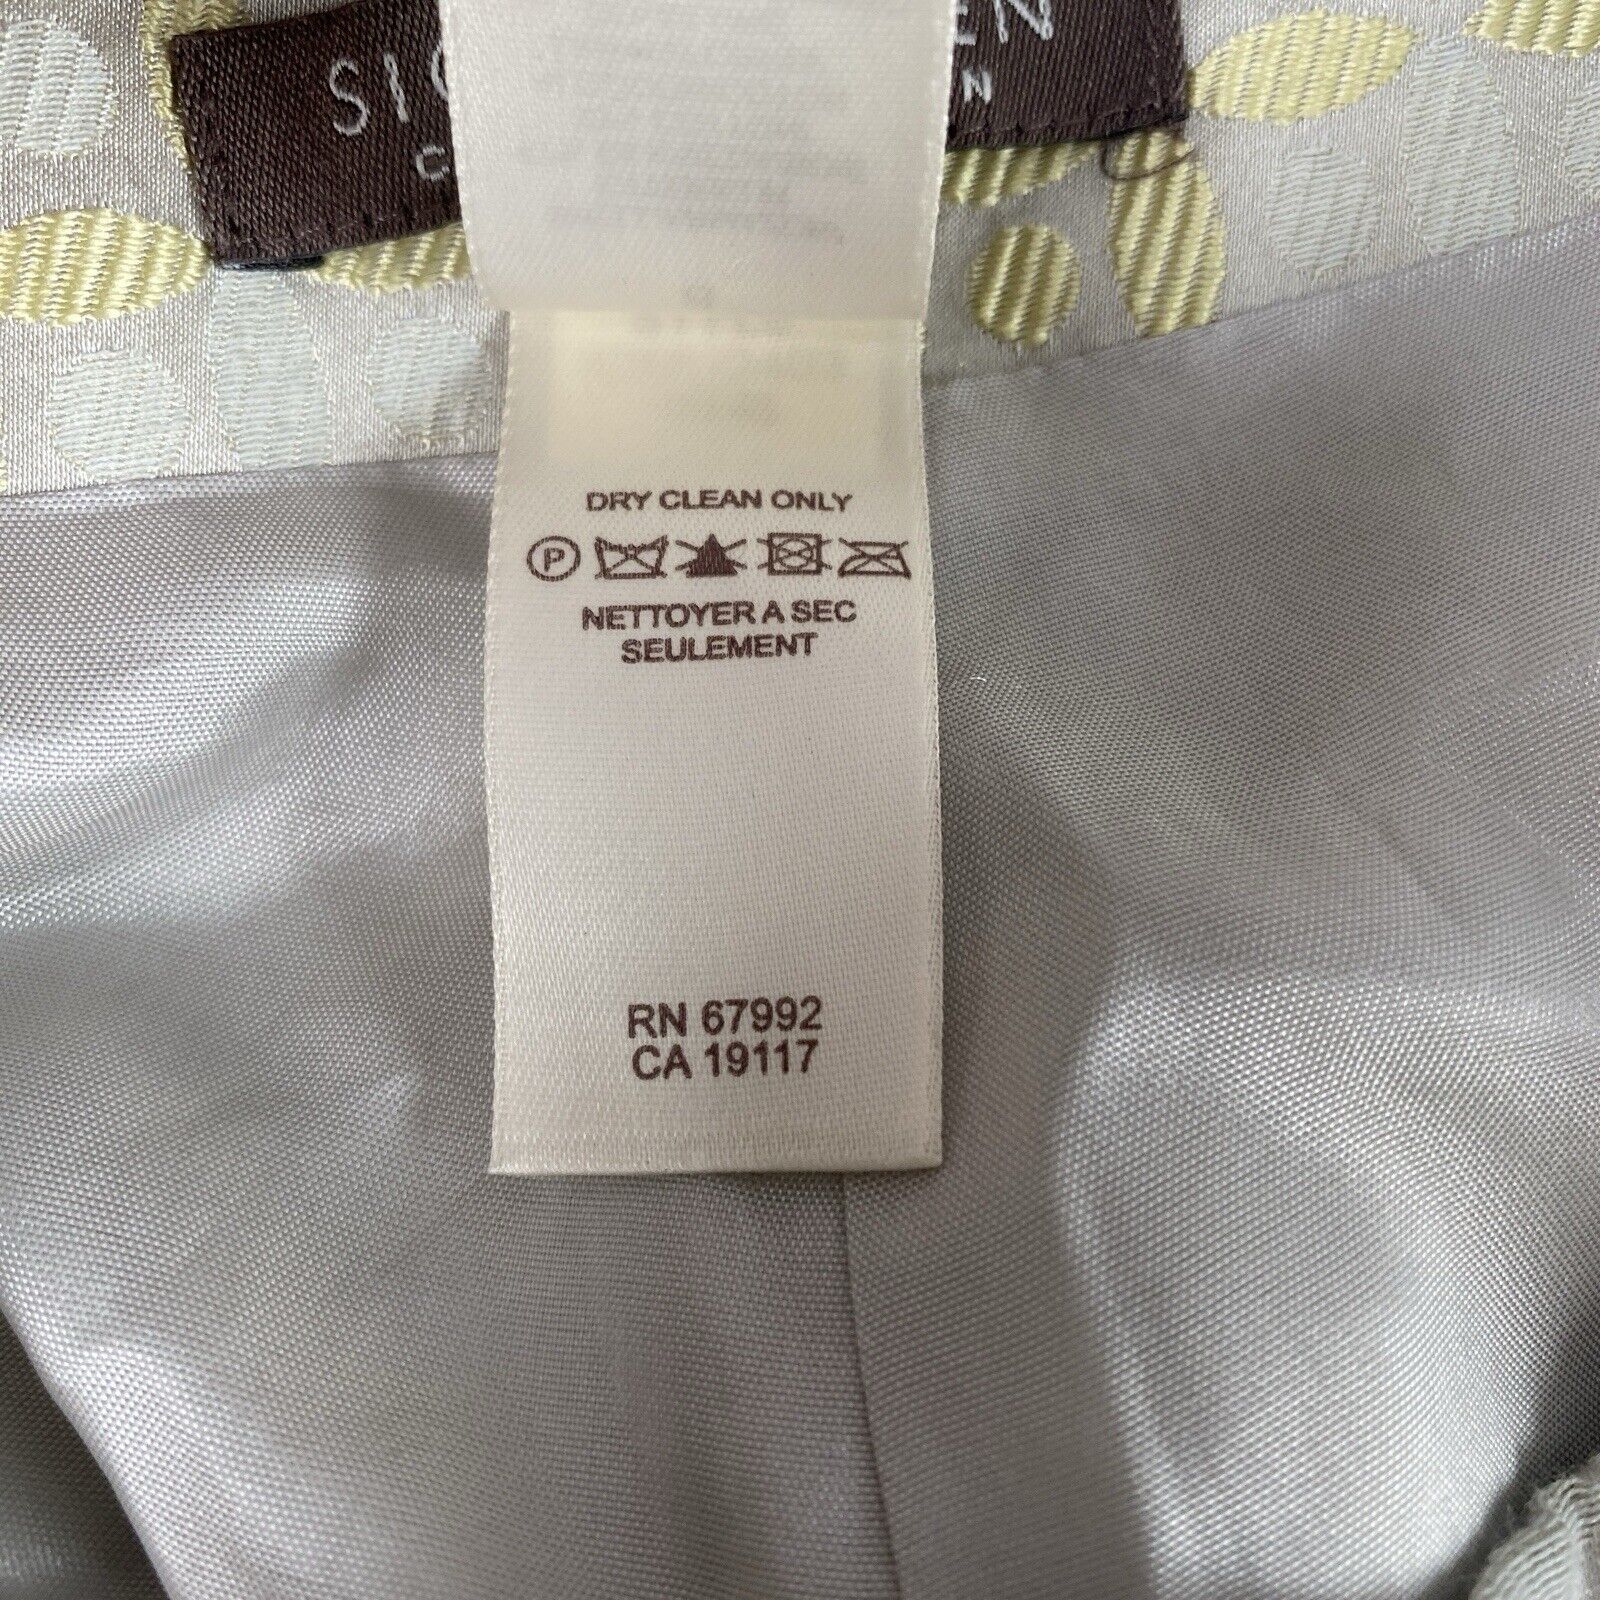 DRY CLEAN ONLY
P
NETTOYER A SEC
SEULEMENT
RN 67992
CA 19117